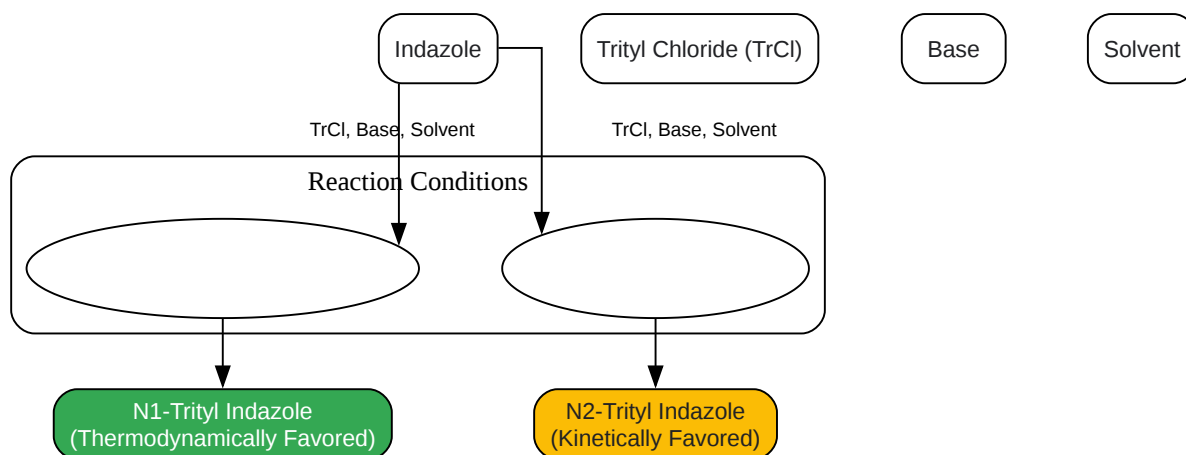 Indazole
Trityl Chloride (TrCl)
Base
Solvent
TrCl, Base, Solvent
TrCl, Base, Solvent
Reaction Conditions
N1-Trityl Indazole
(Thermodynamically Favored)
N2-Trityl Indazole
(Kinetically Favored)